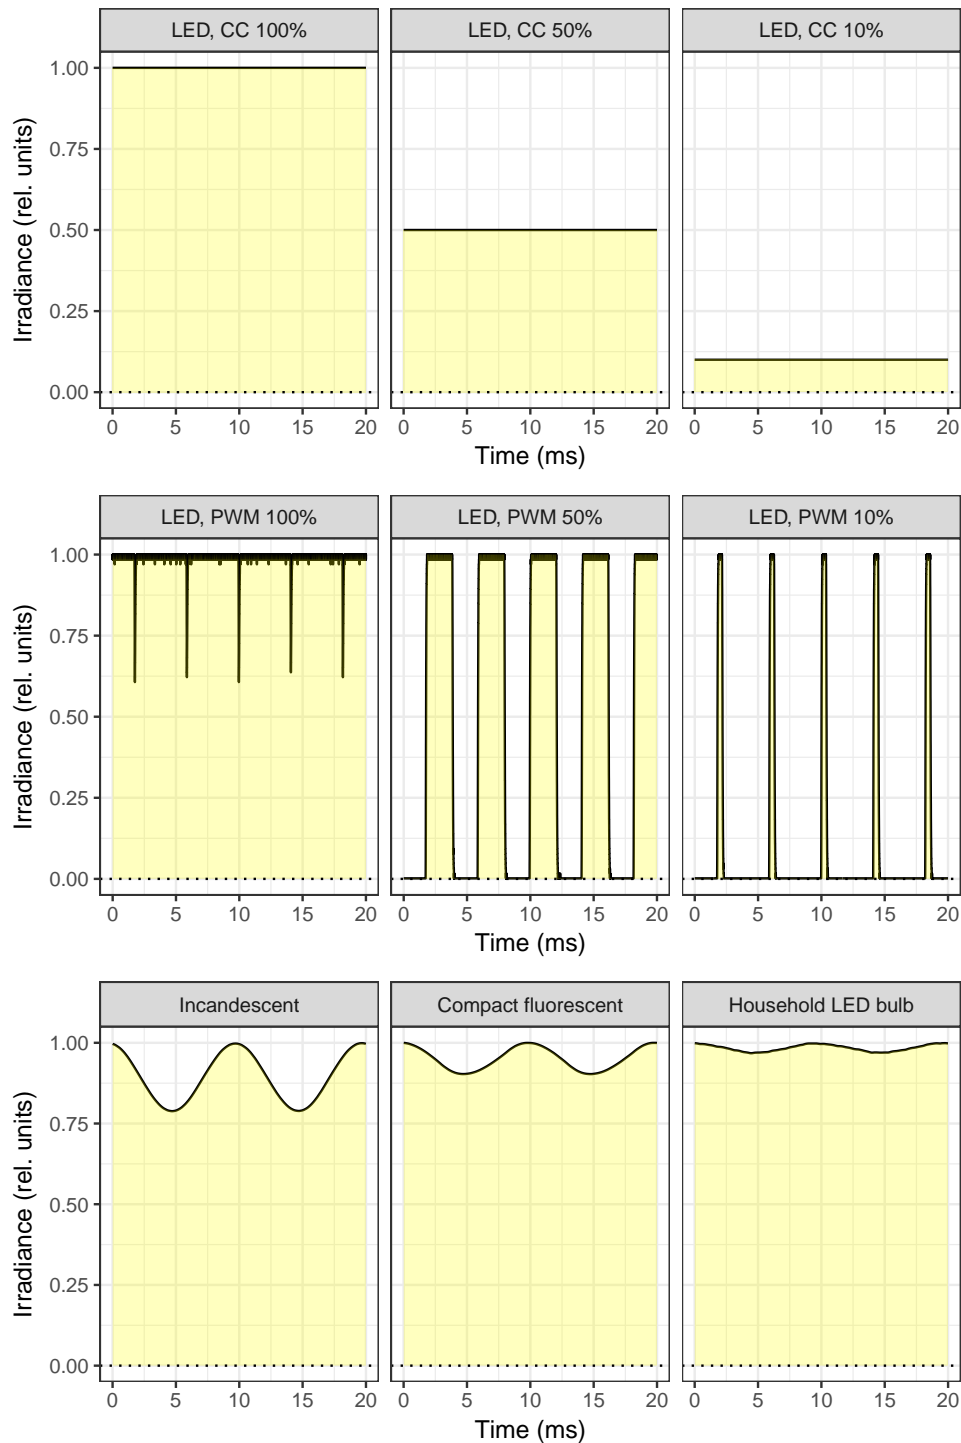 LED, CC 100% LED, CC 50% LED, CC 10%
1.00
0.75
0.50
0.25
0.00
Irradiance (rel. units)
0 5 10 15 20 0 5 10 15 20 0 5 10 15 20
Time (ms)
LED, PWM 100% LED, PWM 50% LED, PWM 10%
1.00
0.75
0.50
0.25
0.00
Irradiance (rel. units)
0 5 10 15 20 0 5 10 15 20 0 5 10 15 20
Time (ms)
Incandescent Compact fluorescent Household LED bulb
1.00
0.75
0.50
0.25
0.00
Irradiance (rel. units)
0 5 10 15 20 0 5 10 15 20 0 5 10 15 20
Time (ms)